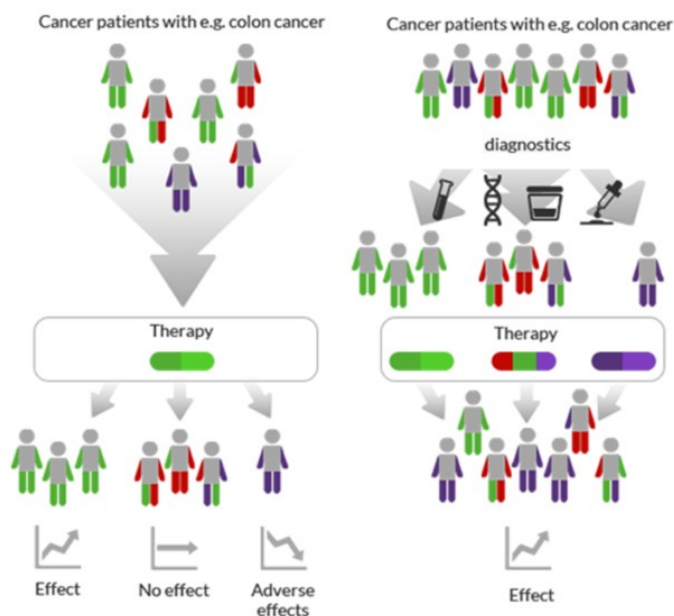 Cancer patients with e.g. colon cancer
Therapy
Effect
No effect
Adverse
effects
Cancer patients with e.g. colon cancer
diagnostics
Therapy
Effect